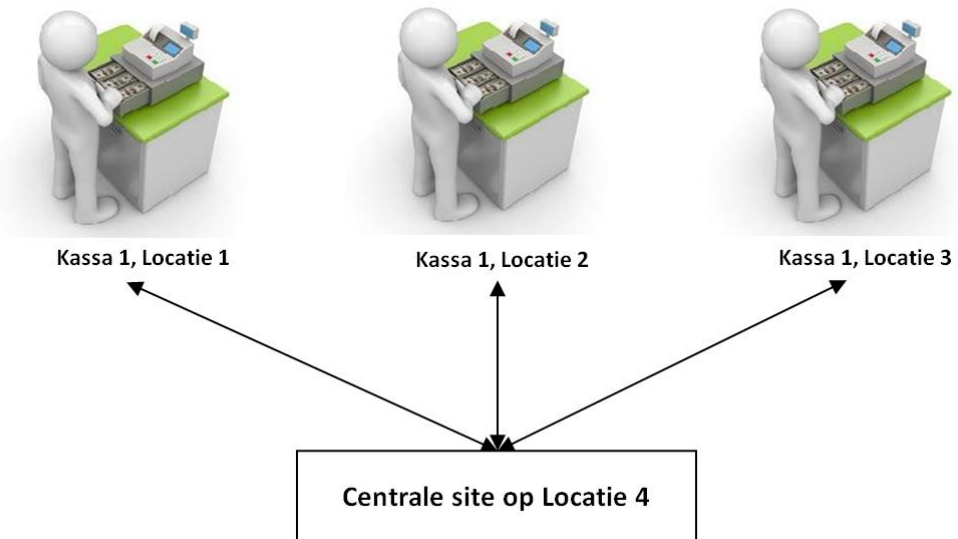 Kassa 1, Locatie 1
Kassa 1, Locatie 2
Kassa 1, Locatie 3
Centrale site op Locatie 4